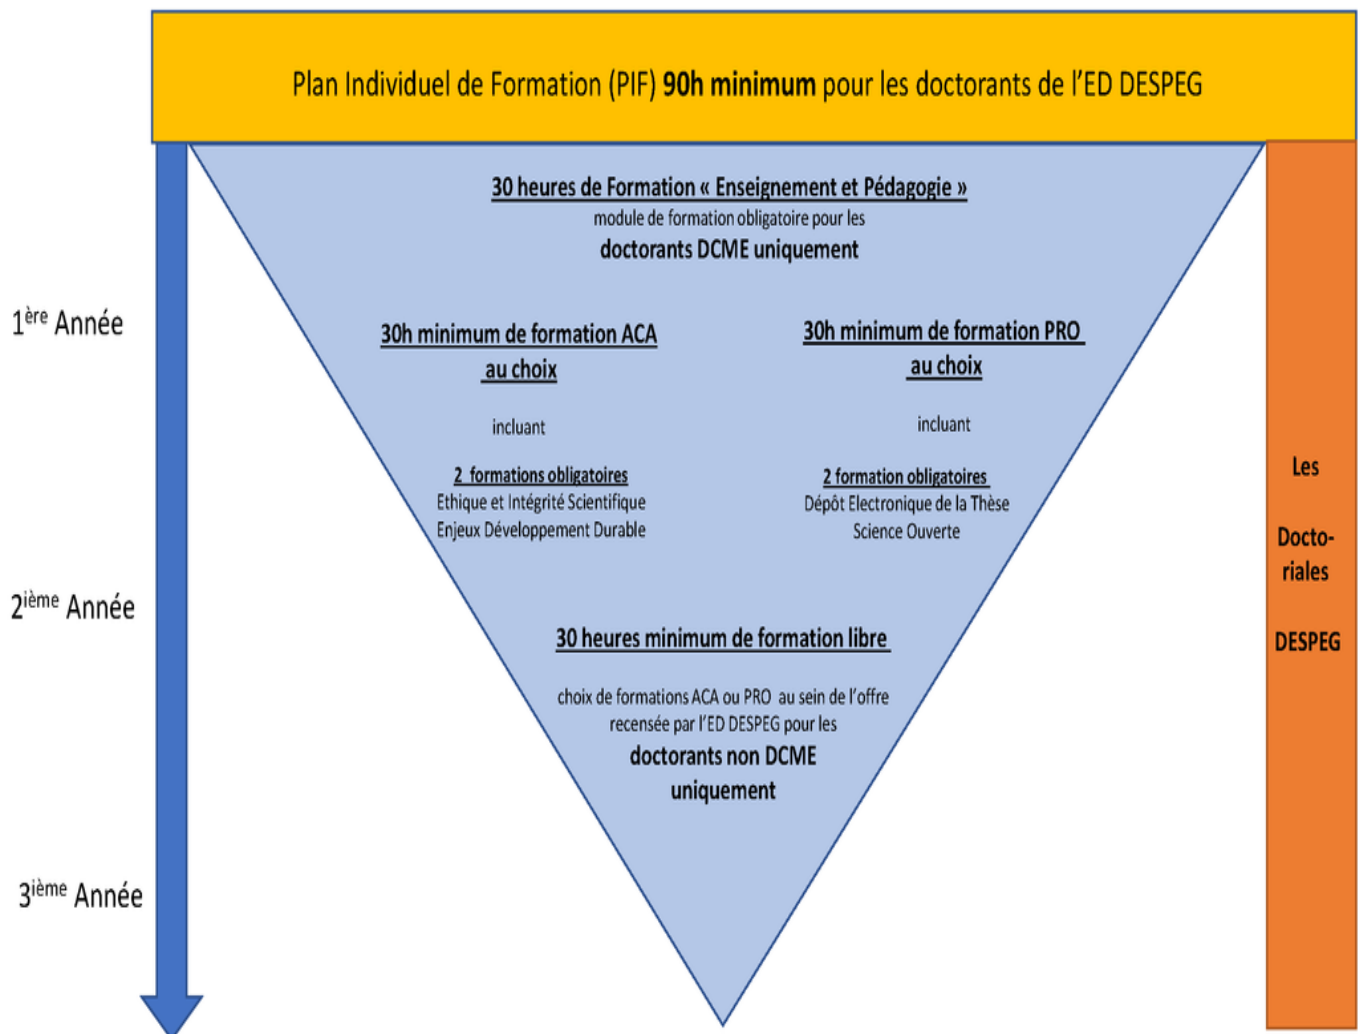 Plan Individuel de Formation (PIF) 90h minimum pour les doctorants de l'ED DESPEG
30 heures de Formation « Enseignement et Pédagogie »
module de formation obligatoire pour les
doctorants DCME uniquement
1ère Année
30h minimum de formation ACA
au choix
incluant
2 formations obligatoires
Ethique et Intégrité Scientifique
Enjeux Développement Durable
30h minimum de formation PRO
au choix
incluant
2 formation obligatoires
Dépôt Electronique de la Thèse
Science Ouverte
2ième Année
30 heures minimum de formation libre
choix de formations ACA ou PRO au sein de l'offre
recensée par l'ED DESPEG pour les
doctorants non DCME
uniquement
3ième Année
Les
Docto-
riales
DESPEG